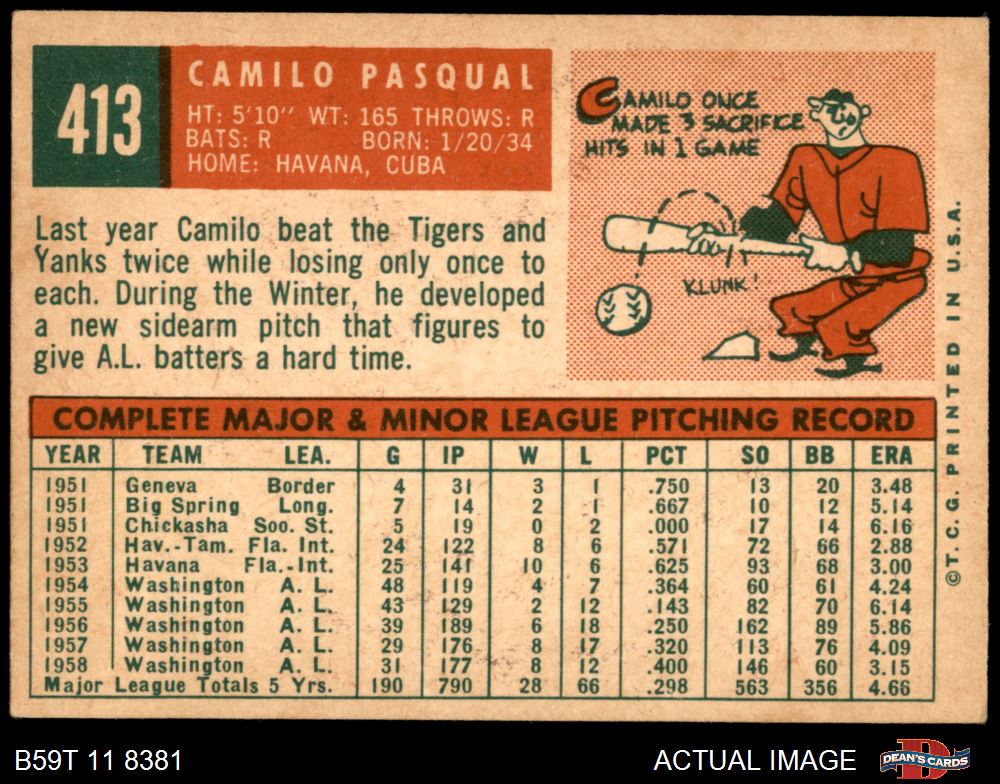 413
CAMILO PASQUAL
HT: 5'10" WT: 165 THROWS: R
BATS: R BORN: 1/20/34
HOME: HAVANA, CUBA
CAMILO ONCE
MADE 3 SACRIFICE
HITS IN 1 GAME
KLUNK!
Last year Camilo beat the Tigers and
Yanks twice while losing only once to
each. During the Winter, he developed
a new sidearm pitch that figures to
give A.L. batters a hard time.
COMPLETE MAJOR & MINOR LEAGUE PITCHING RECORD
YEAR TEAM LEA. G IP W L PCT SO BB ERA
1951 Geneva Border 4 31 3 1 .750 13 20 3.48
1951 Big Spring Long. 7 14 2 1 .667 10 12 5.14
1951 Chickasha Soo. St. 5 19 0 2 .000 17 14 6.16
1952 Hav.-Tam. Fla. Int. 24 122 8 6 .571 72 66 2.88
1953 Havana Fla.-Int. 25 141 10 6 .625 93 68 3.00
1954 Washington A. L. 48 119 4 7 .364 60 61 4.24
1955 Washington A. L. 43 129 2 12 .143 82 70 6.14
1956 Washington A. L. 39 189 6 18 .250 162 89 5.86
1957 Washington A. L. 29 176 8 17 .320 113 76 4.09
1958 Washington A. L. 31 177 8 12 .400 146 60 3.15
Major League Totals 5 Yrs. 190 790 28 66 .298 563 356 4.66
©T.C.G. PRINTED IN U.S.A.
B59T 11 8381
ACTUAL IMAGE
D
DEAN'S CARDS